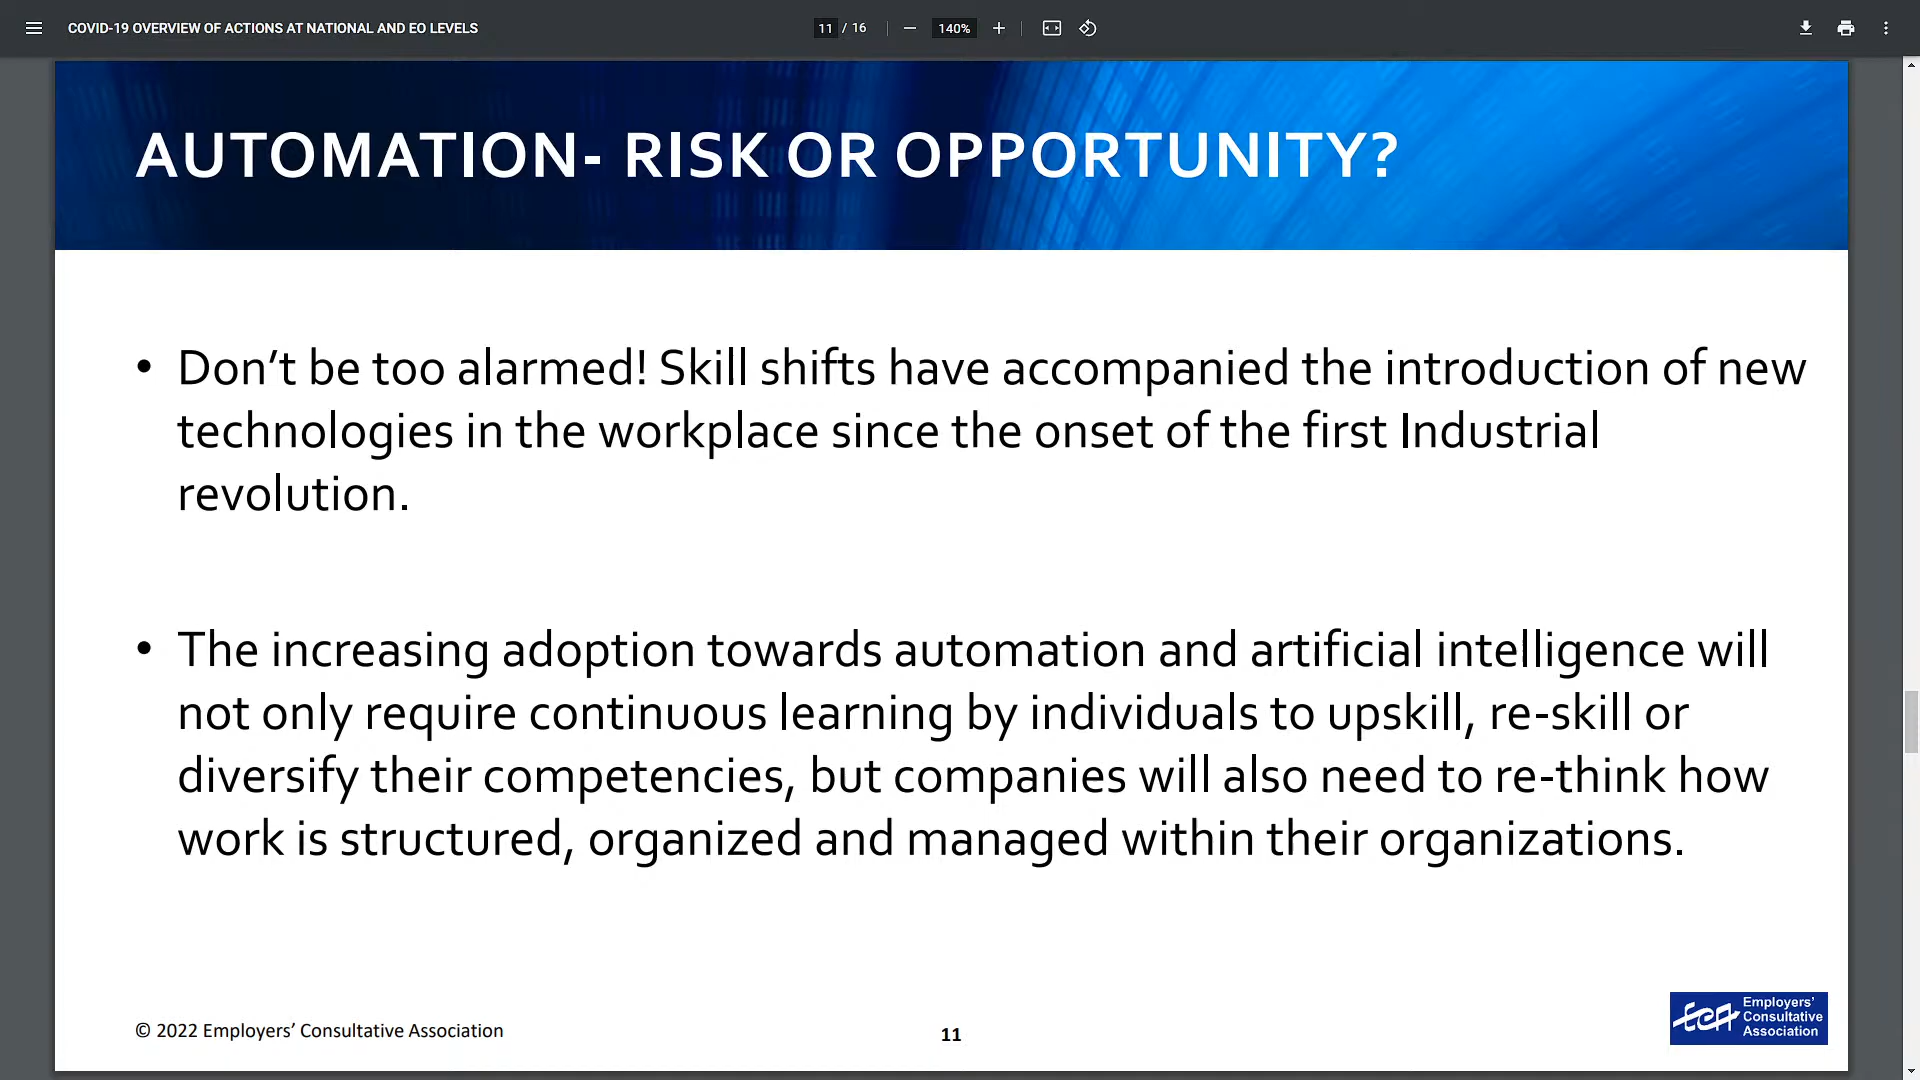 COVID-19 OVERVIEW OF ACTIONS AT NATIONAL AND EO LEVELS
11 / 16
140%
AUTOMATION- RISK OR OPPORTUNITY?
• Don’t be too alarmed! Skill shifts have accompanied the introduction of new
technologies in the workplace since the onset of the first Industrial
revolution.
• The increasing adoption towards automation and artificial intelligence will
not only require continuous learning by individuals to upskill, re-skill or
diversify their competencies, but companies will also need to re-think how
work is structured, organized and managed within their organizations.
© 2022 Employers’ Consultative Association
11
eca
Employers’
Consultative
Association